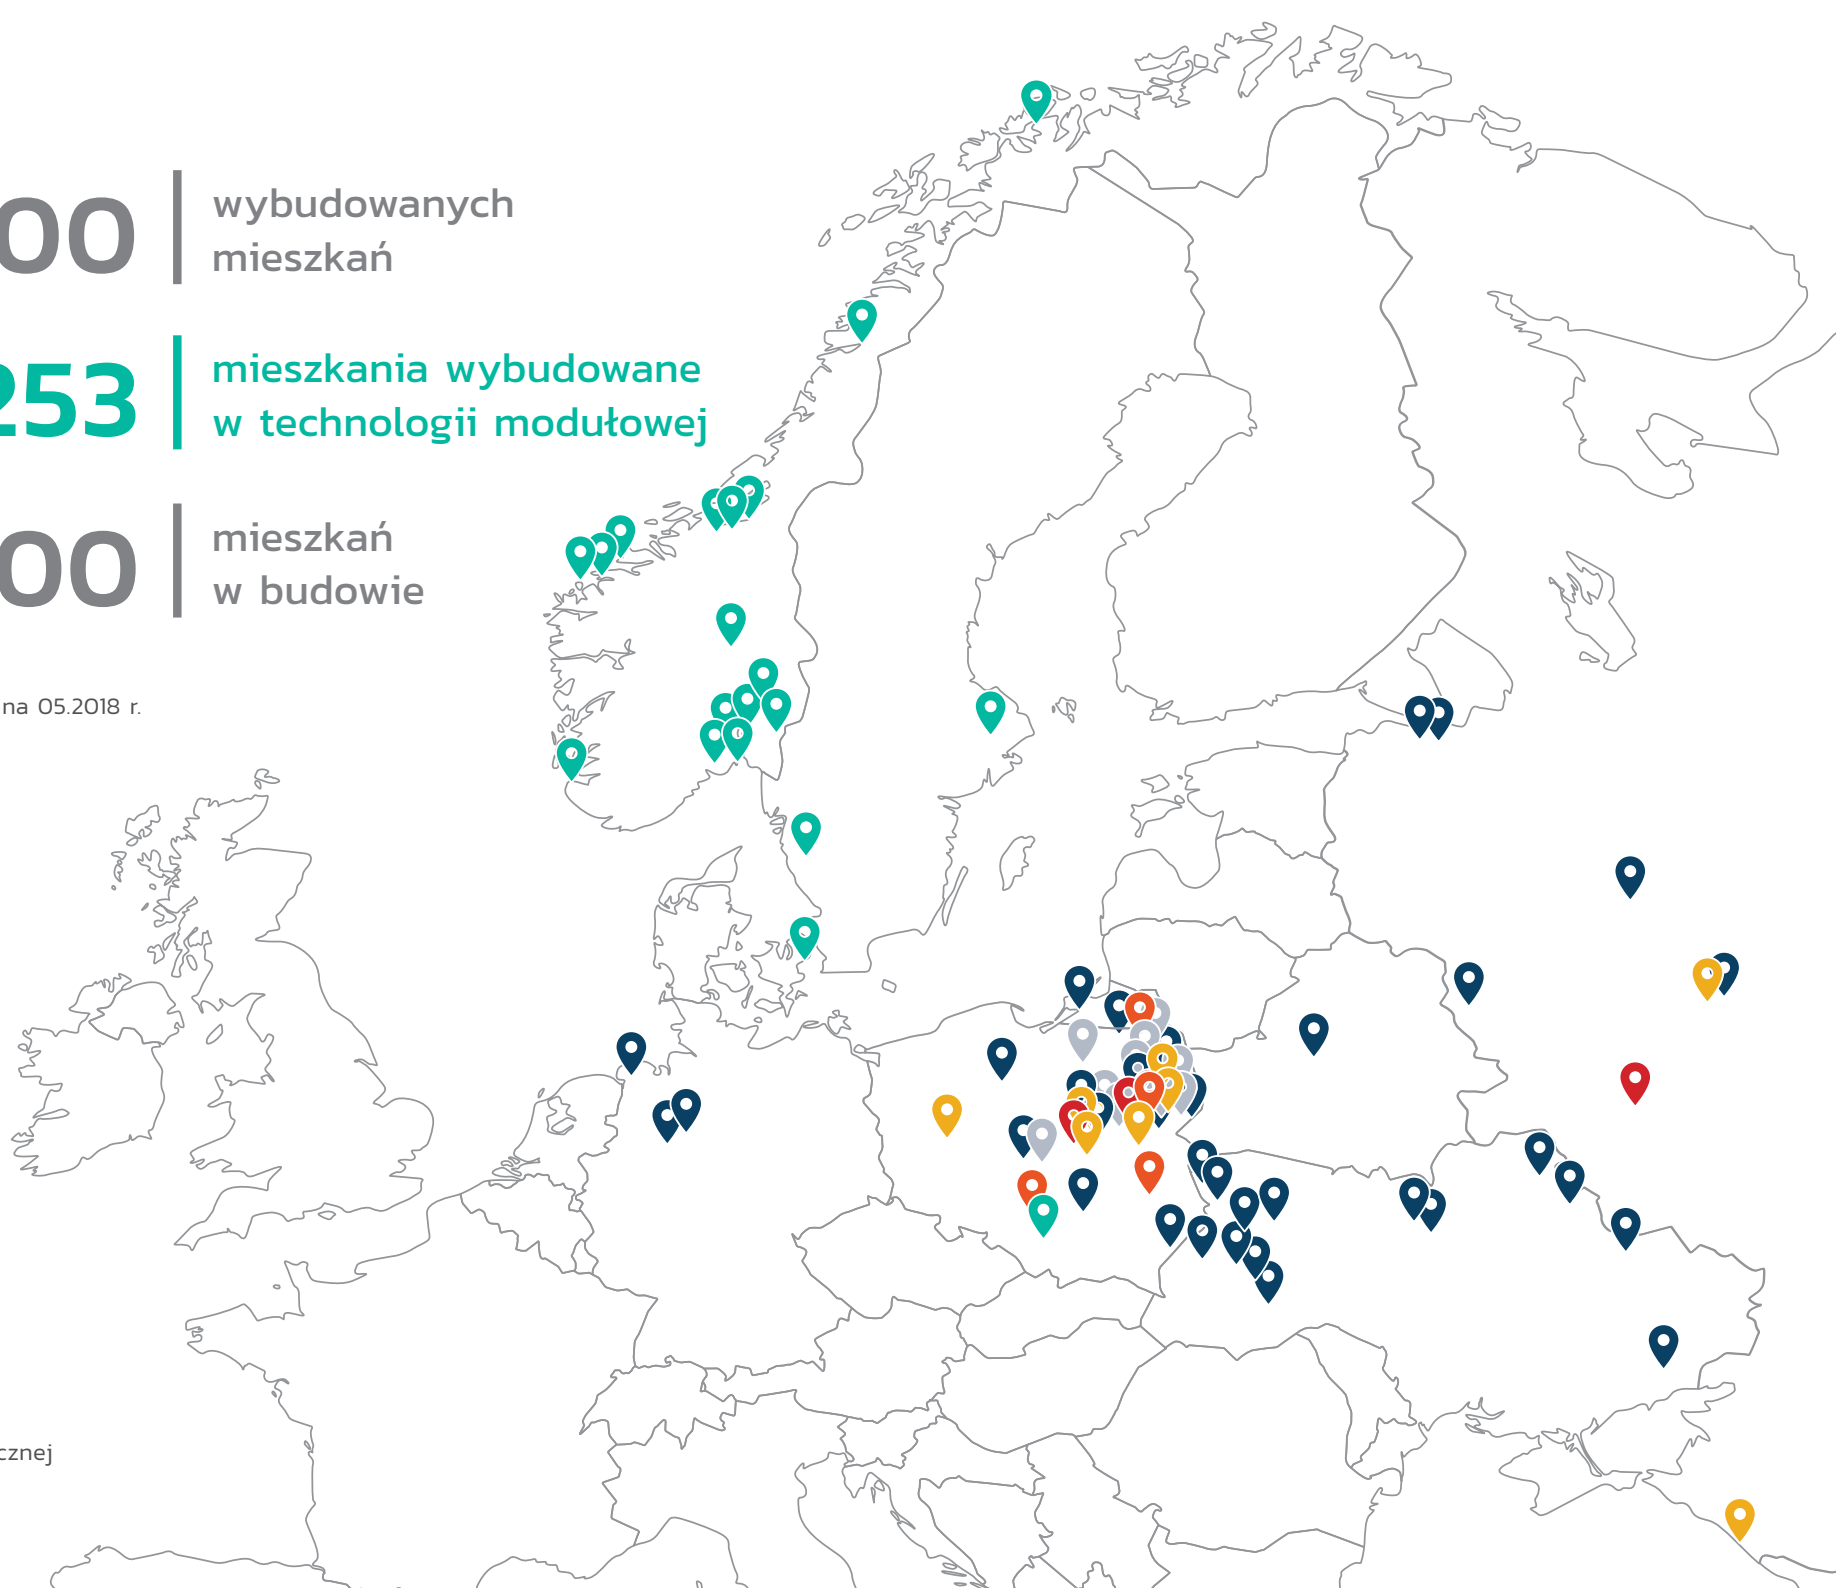 00
wybudowanych
mieszkań
253
mieszkania wybudowane
w technologii modułowej
00
mieszkań
w budowie
na 05.2018 r.
cznej